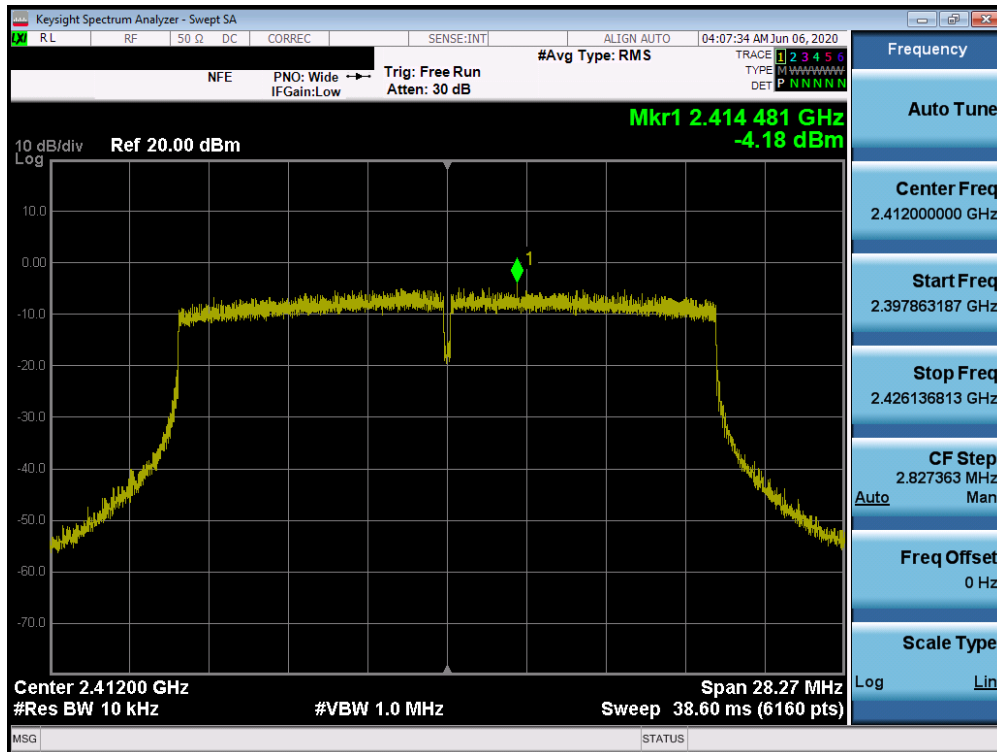 Keysight Spectrum Analyzer - Swept SA
LXI RL RF 50 Ω DC CORREC SENSE:INT ALIGN AUTO 04:07:34 AM Jun 06, 2020
Frequency
#Avg Type: RMS
TRACE 1 2 3 4 5 6
NFE PNO: Wide Trig: Free Run
TYPE M WWWWW
IFGain:Low Atten: 30 dB
DET P N N N N N
Auto Tune
Mkr1 2.414 481 GHz
-4.18 dBm
10 dB/div Ref 20.00 dBm
Log
1
10.0
0.00
-10.0
-20.0
-30.0
-40.0
-50.0
-60.0
-70.0
Center Freq
2.412000000 GHz
Start Freq
2.397863187 GHz
Stop Freq
2.426136813 GHz
CF Step
2.827363 MHz
Auto Man
Freq Offset
0 Hz
Scale Type
Log Lin
Center 2.41200 GHz Span 28.27 MHz
#Res BW 10 kHz #VBW 1.0 MHz Sweep 38.60 ms (6160 pts)
MSG STATUS